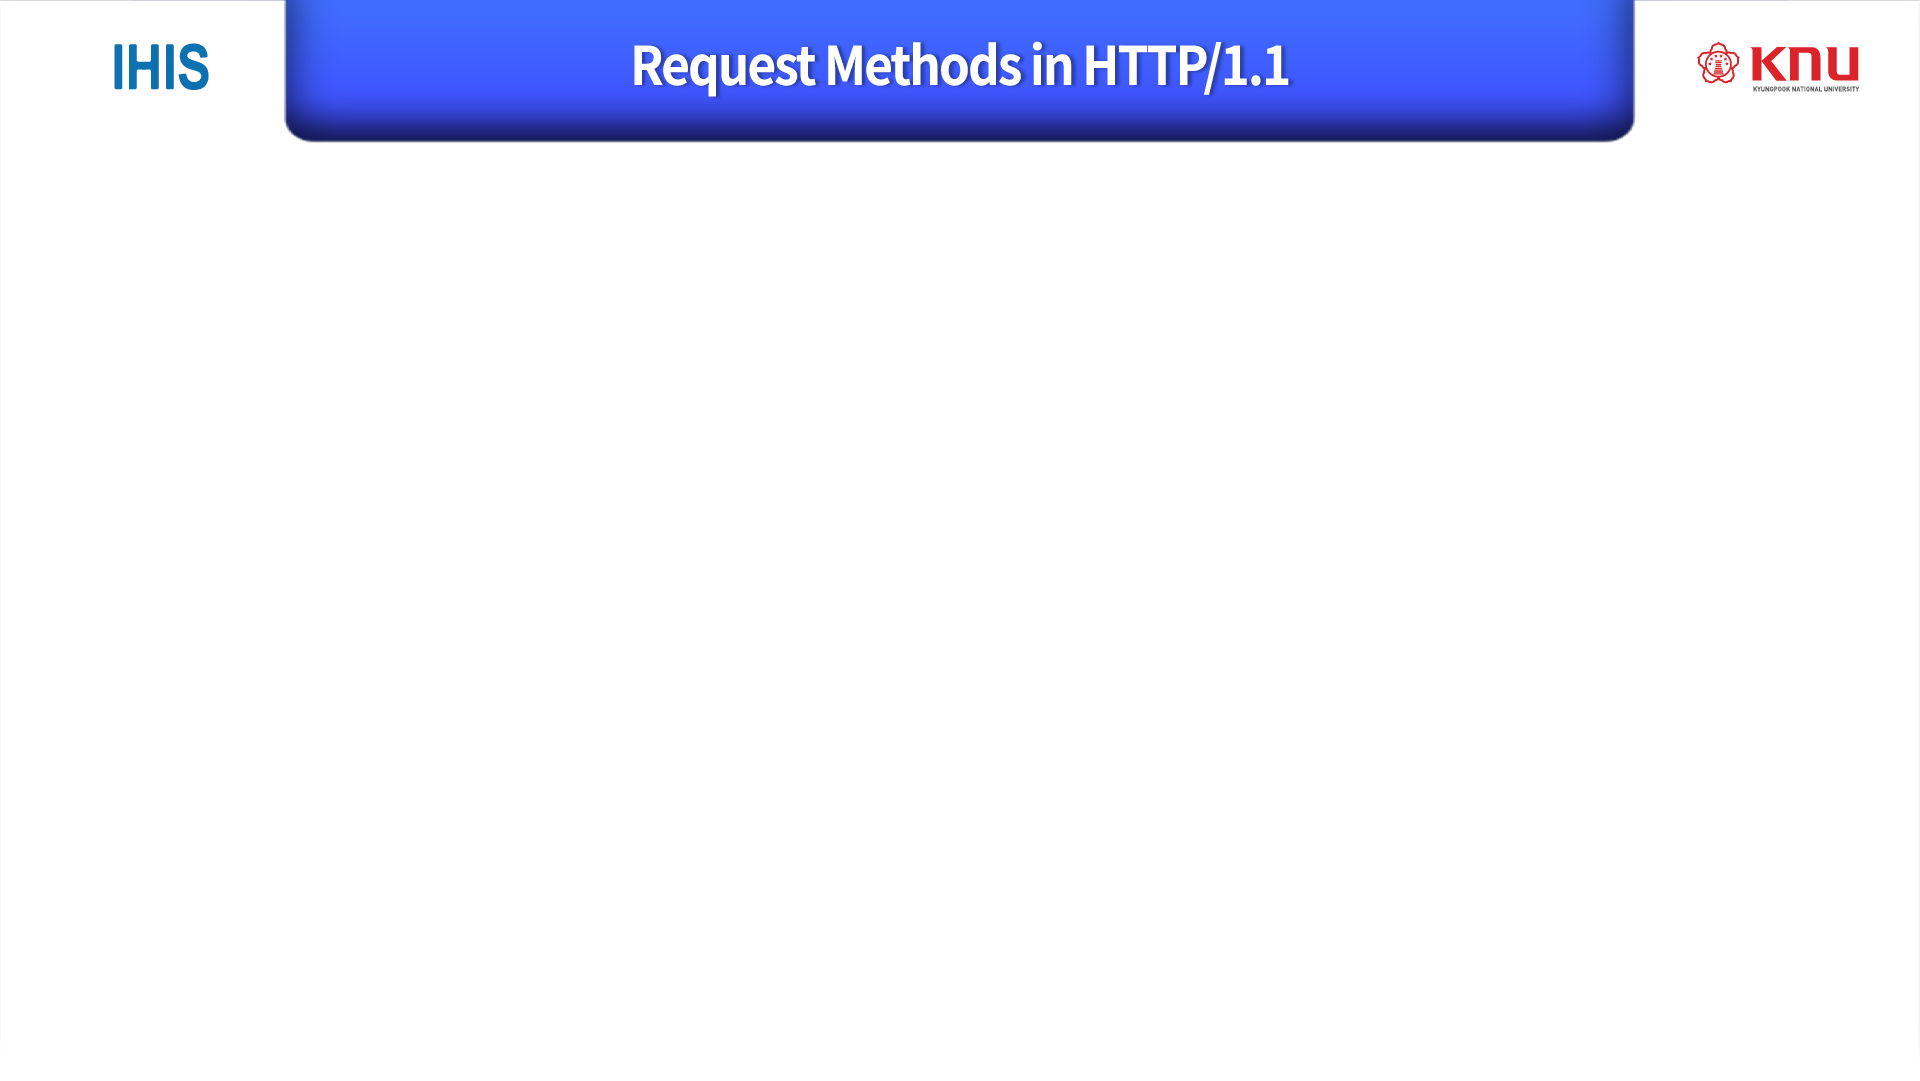 IHIS
Request Methods in HTTP/1.1
KNU
KYUNGPOOK NATIONAL UNIVERSITY